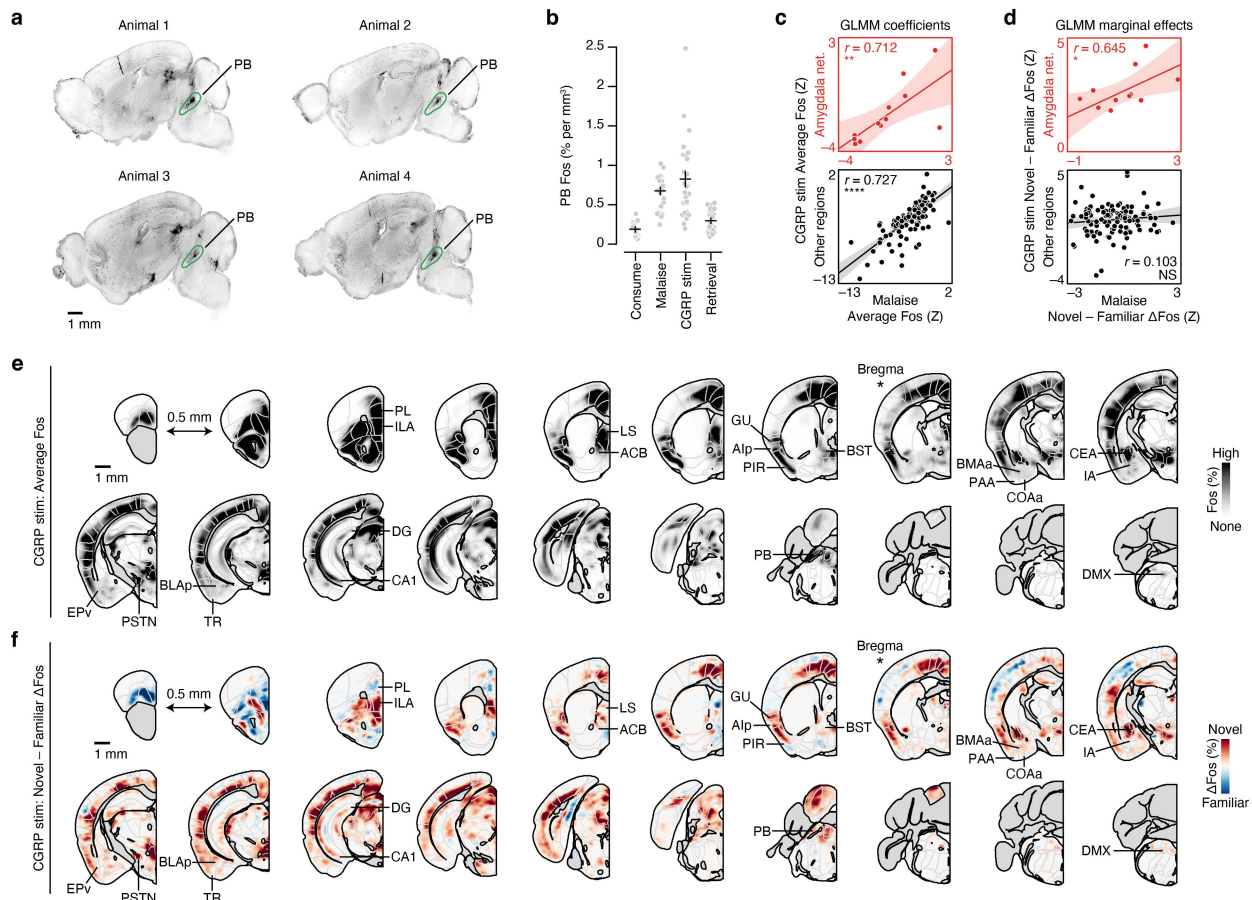 a
Animal 1
Animal 2
PB
PB
Animal 3
Animal 4
PB
PB
1 mm
b
PB Fos (% per mm³)
2.5
2
1.5
1
0.5
0
Consume
Malaise
CGRP stim
Retrieval
c
GLMM coefficients
CGRP stim Average Fos (Z)
Amygdala net.
Other regions
3
r = 0.712
**
−4
−4
3
2
r = 0.727
****
−13
−13
2
Malaise
Average Fos (Z)
d
GLMM marginal effects
CGRP stim Novel – Familiar ΔFos (Z)
Amygdala net.
Other regions
5
r = 0.645
*
0
−1
3
5
r = 0.103
NS
−4
−3
3
Malaise
Novel – Familiar ΔFos (Z)
e
CGRP stim: Average Fos
0.5 mm
1 mm
PL
ILA
LS
ACB
GU
AIp
PIR
BST
Bregma
*
BMAa
PAA
COAa
CEA
IA
High
Fos (%)
None
EPv
PSTN
BLAp
TR
DG
CA1
PB
DMX
f
CGRP stim: Novel – Familiar ΔFos
0.5 mm
1 mm
PL
ILA
LS
ACB
GU
AIp
PIR
BST
Bregma
*
BMAa
PAA
COAa
CEA
IA
Novel
ΔFos (%)
Familiar
EPv
PSTN
BLAp
TR
DG
CA1
PB
DMX